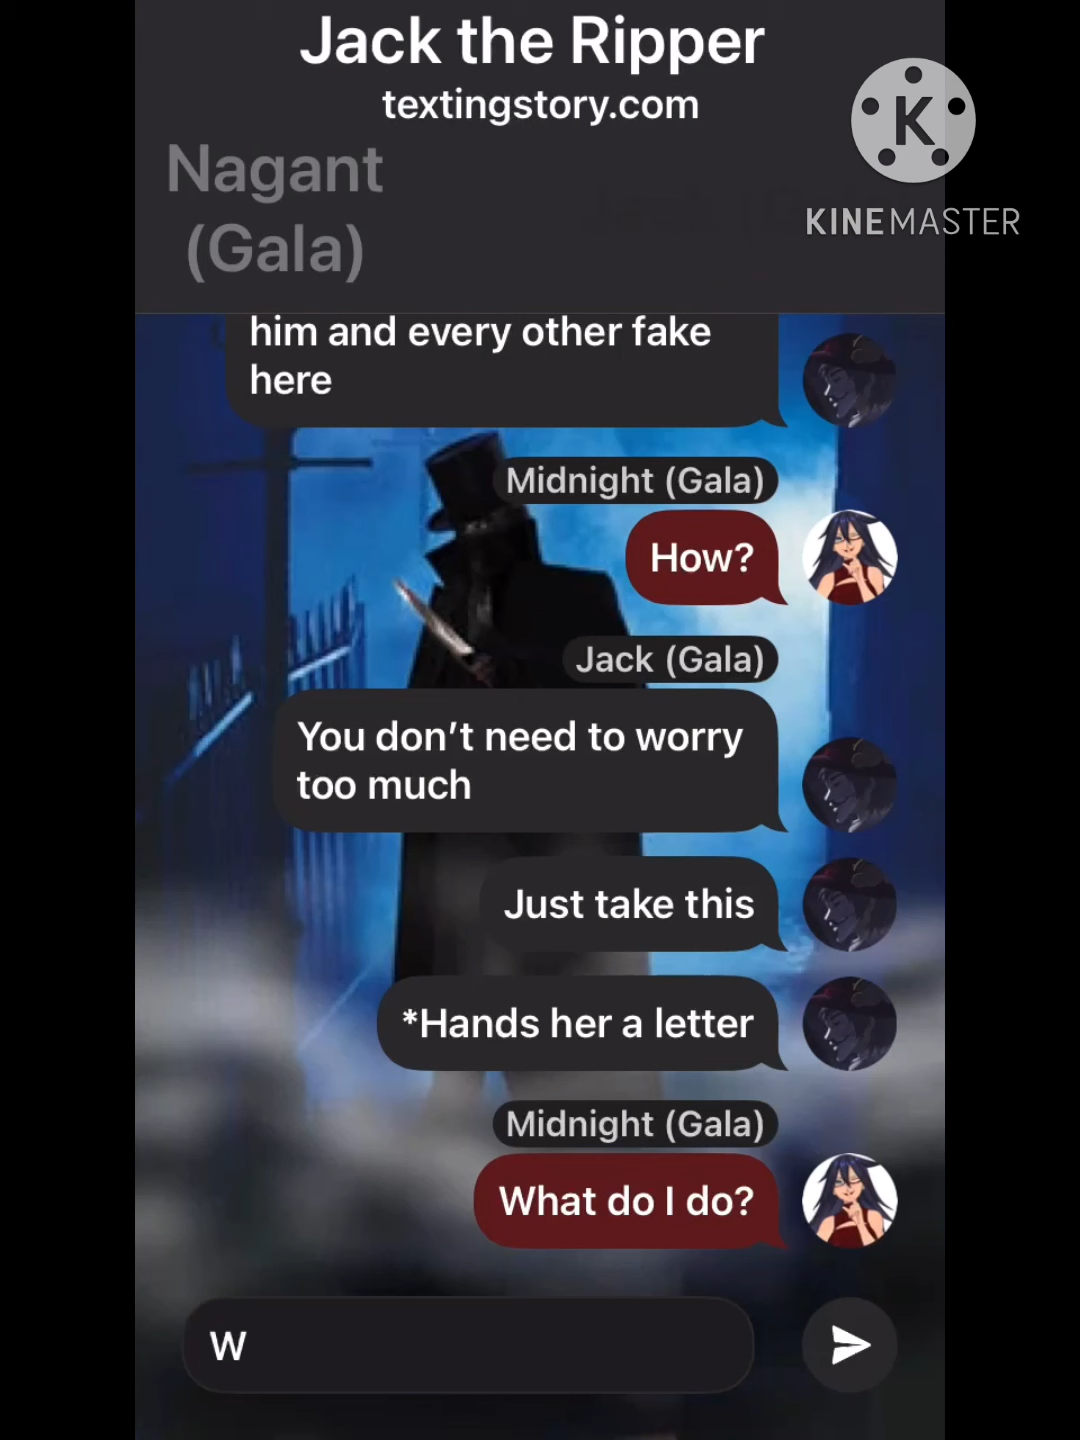 Jack the Ripper
textingstory.com
Nagant
(Gala)
K
KINEMASTER
him and every other fake
here
Midnight (Gala)
How?
Jack (Gala)
You don’t need to worry
too much
Just take this
*Hands her a letter
Midnight (Gala)
What do I do?
W